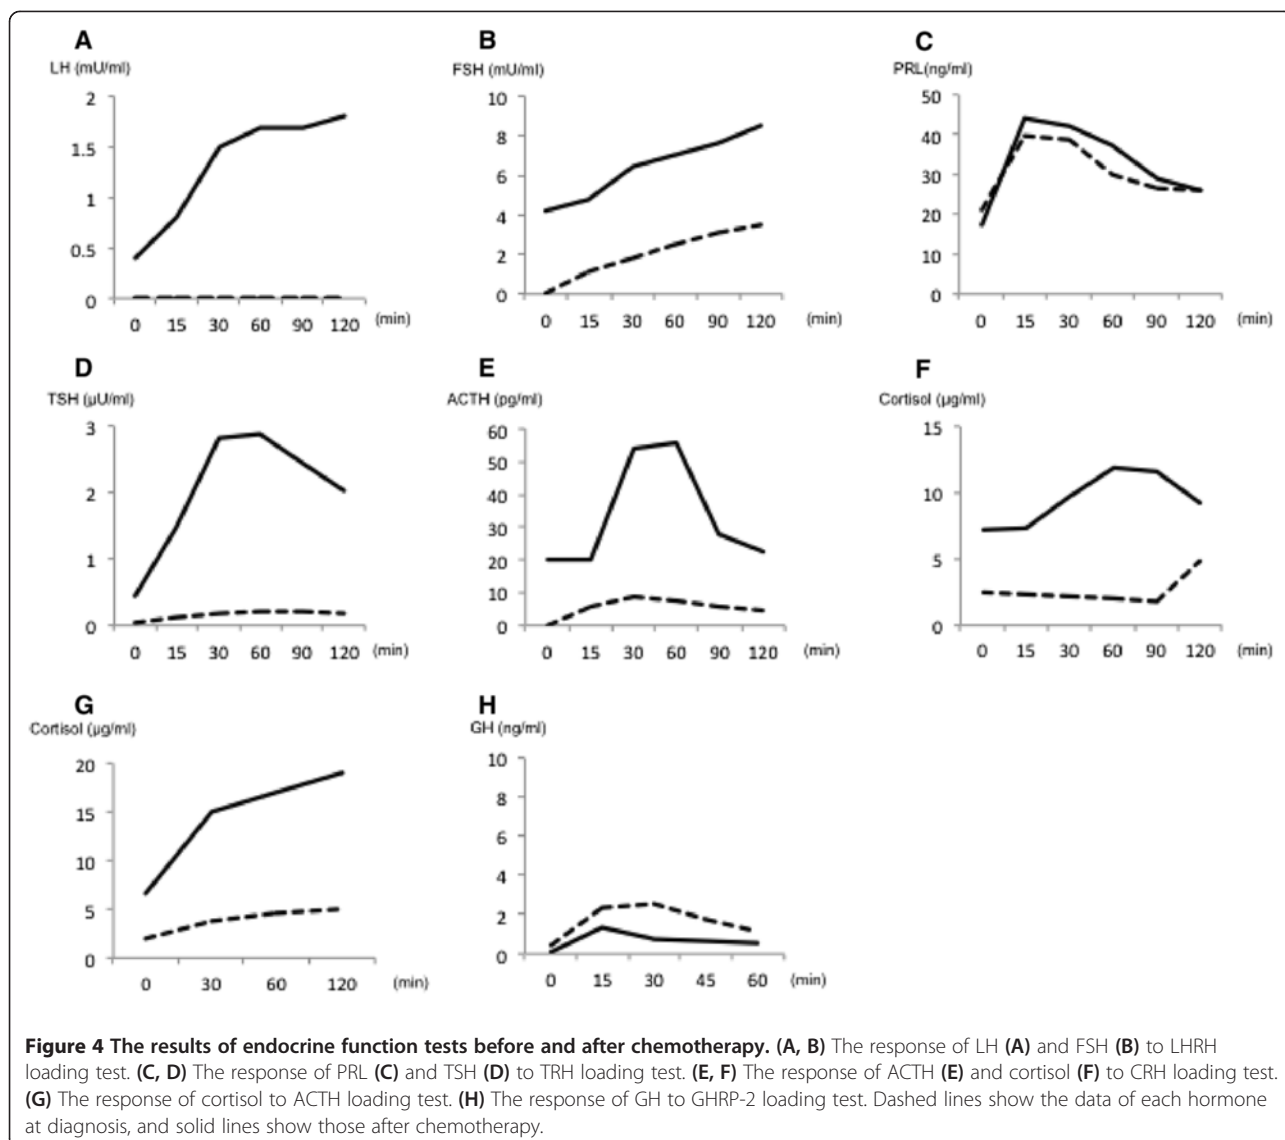 A
LH (mU/ml)
2
1.5
1
0.5
0
0 15 30 60 90 120 (min)
B
FSH (mU/ml)
10
8
6
4
2
0
0 15 30 60 90 120 (min)
C
PRL(ng/ml)
50
40
30
20
10
0
0 15 30 60 90 120 (min)
D
TSH (µU/ml)
3
2
1
0
0 15 30 60 90 120 (min)
E
ACTH (pg/ml)
60
50
40
30
20
10
0
0 15 30 60 90 120 (min)
F
Cortisol (µg/ml)
15
10
5
0
0 15 30 60 90 120 (min)
G
Cortisol (µg/ml)
20
15
10
5
0
0 30 60 120 (min)
H
GH (ng/ml)
10
8
6
4
2
0
0 15 30 45 60 (min)
Figure 4 The results of endocrine function tests before and after chemotherapy. (A, B) The response of LH (A) and FSH (B) to LHRH
loading test. (C, D) The response of PRL (C) and TSH (D) to TRH loading test. (E, F) The response of ACTH (E) and cortisol (F) to CRH loading test.
(G) The response of cortisol to ACTH loading test. (H) The response of GH to GHRP-2 loading test. Dashed lines show the data of each hormone
at diagnosis, and solid lines show those after chemotherapy.